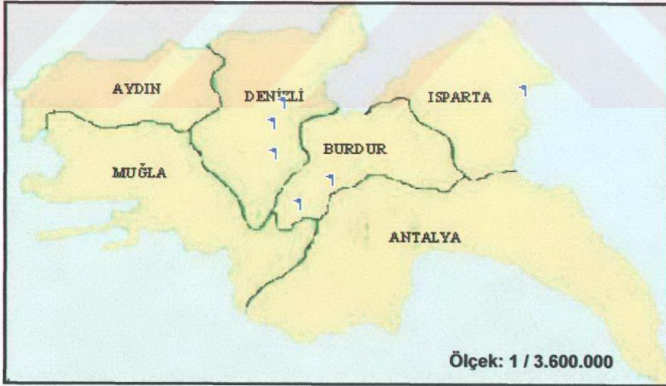 AYDIN
DENİZLİ
ISPARTA
BURDUR
MUĞLA
ANTALYA
Ölçek: 1 / 3.600.000